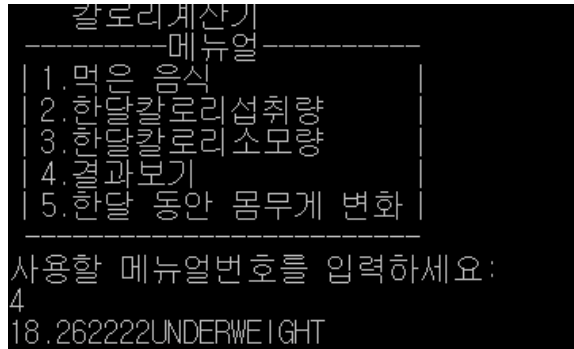 칼로리계산기
---------메뉴얼----------
|1.먹은 음식 |
|2.한달칼로리섭취량 |
|3.한달칼로리소모량 |
|4.결과보기 |
|5.한달 동안 몸무게 변화 |
-------------------------
사용할 메뉴얼번호를 입력하세요:
4
18.262222UNDERWEIGHT